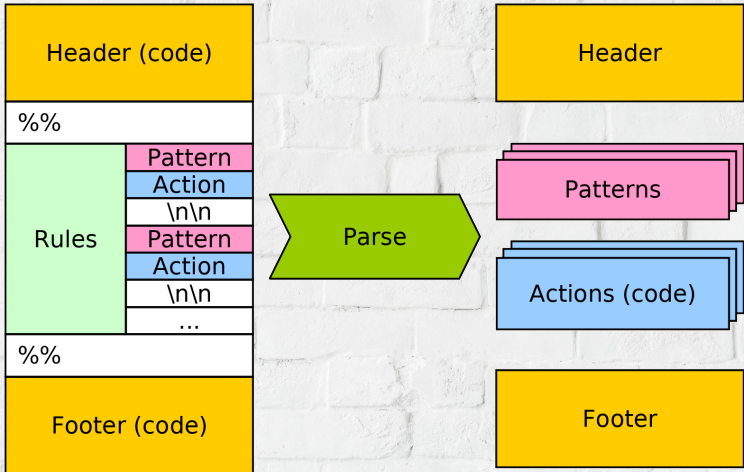 Header (code)
%%
Rules
Pattern
Action
\n\n
Pattern
Action
\n\n
...
%%
Footer (code)
Parse
Header
Patterns
Actions (code)
Footer